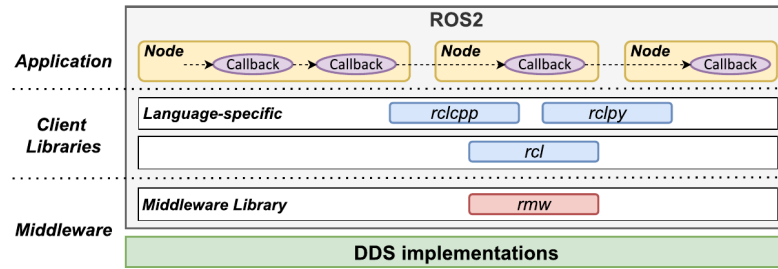 ROS2
Application
Node
Callback
Callback
Node
Callback
Node
Callback
Client
Libraries
Language-specific
rclcpp
rclpy
rcl
Middleware
Middleware Library
rmw
DDS implementations